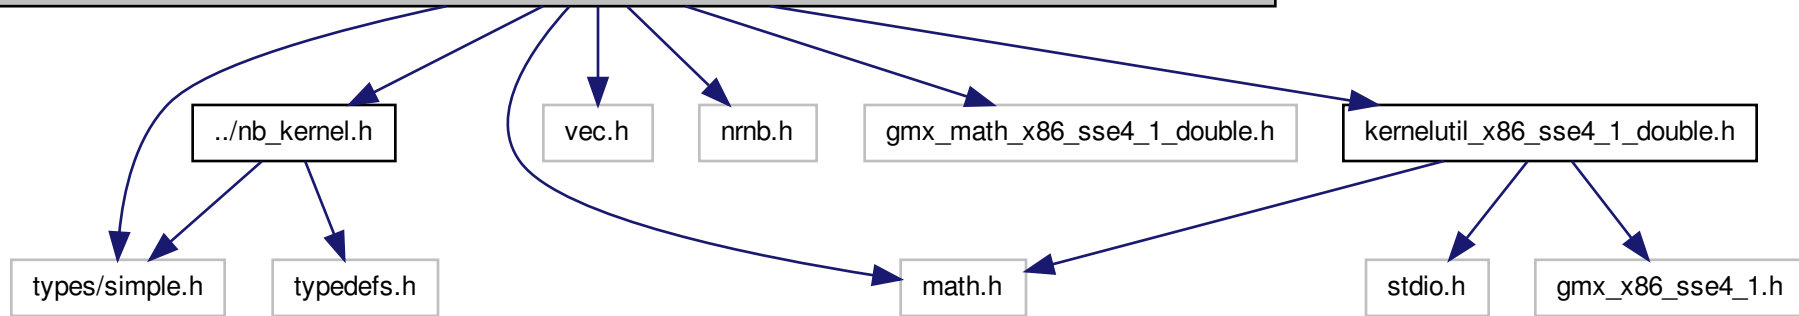 ../nb_kernel.h
vec.h
nrnb.h
gmx_math_x86_sse4_1_double.h
kernelutil_x86_sse4_1_double.h
types/simple.h
typedefs.h
math.h
stdio.h
gmx_x86_sse4_1.h